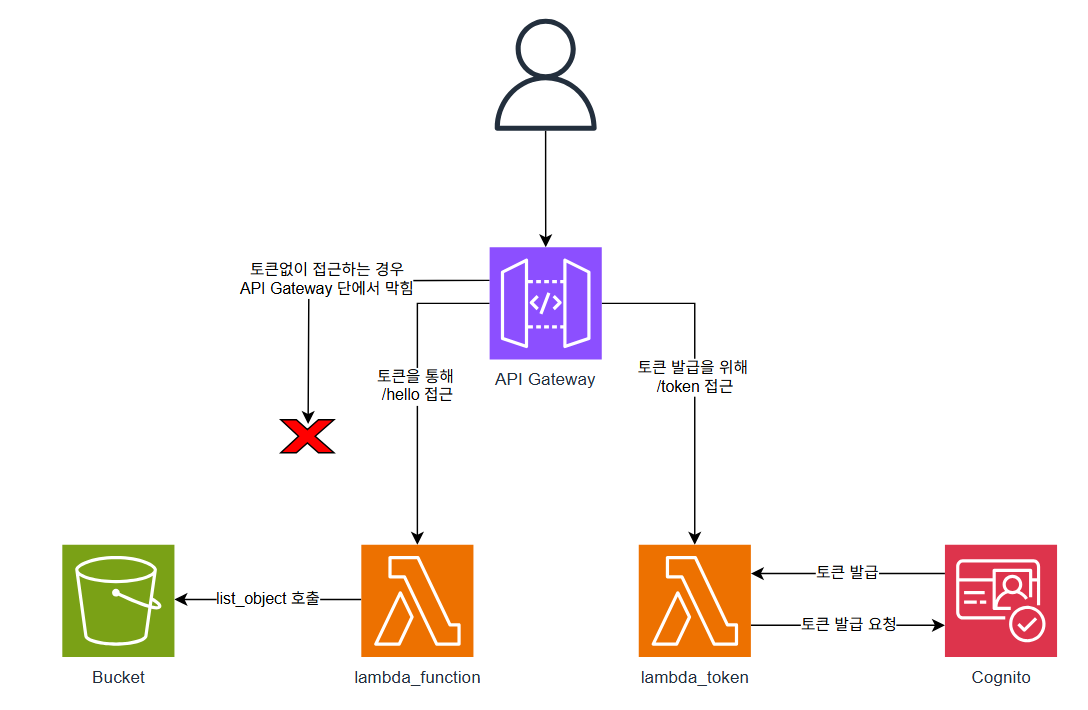 토큰없이 접근하는 경우
API Gateway 단에서 막힘
토큰을 통해
/hello 접근
API Gateway
토큰 발급을 위해
/token 접근
list_object 호출
토큰 발급
토큰 발급 요청
Bucket
lambda_function
lambda_token
Cognito